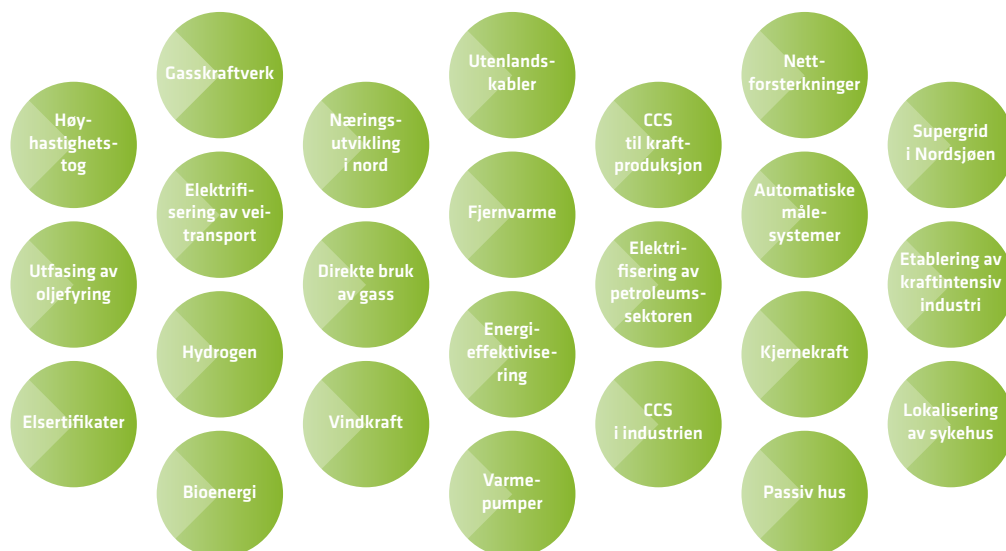 Høy-
hastighets-
tog
Utfasing av
oljefyring
Elsertifikater
Gasskraftverk
Elektrifi-
sering av vei-
transport
Hydrogen
Bioenergi
Nærings-
utvikling
i nord
Direkte bruk
av gass
Vindkraft
Utenlands-
kabler
Fjernvarme
Energi-
effektivise-
ring
Varme-
pumper
CCS
til kraft-
produksjon
Elektri-
fisering av
petroleums-
sektoren
CCS
i industrien
Nett-
forsterkninger
Automatiske
måle-
systemer
Kjernekraft
Passiv hus
Supergrid
i Nordsjøen
Etablering av
kraftintensiv
industri
Lokalisering
av sykehus